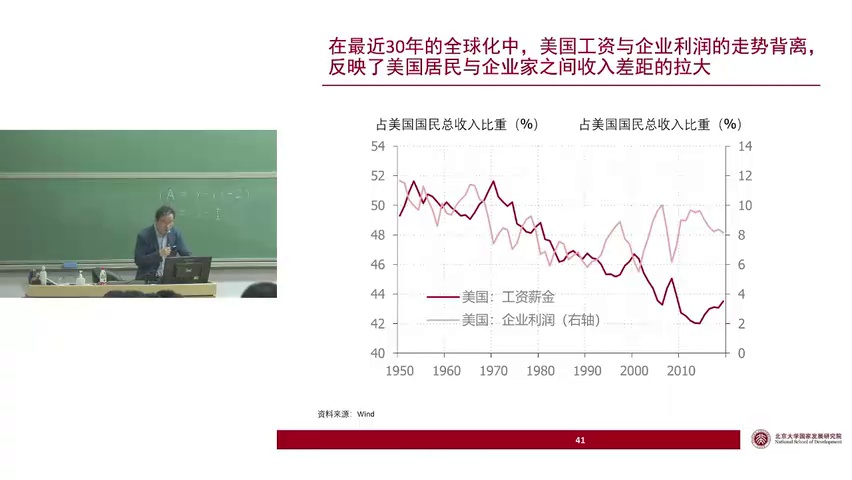 在最近30年的全球化中，美国工资与企业利润的走势背离，
反映了美国居民与企业家之间收入差距的拉大
占美国国民总收入比重（%）
占美国国民总收入比重（%）
54
52
50
48
46
44
42
40
14
12
10
8
6
4
2
0
美国：工资薪金
美国：企业利润（右轴）
1950
1960
1970
1980
1990
2000
2010
资料来源：Wind
41
北京大学国家发展研究院
National School of Development